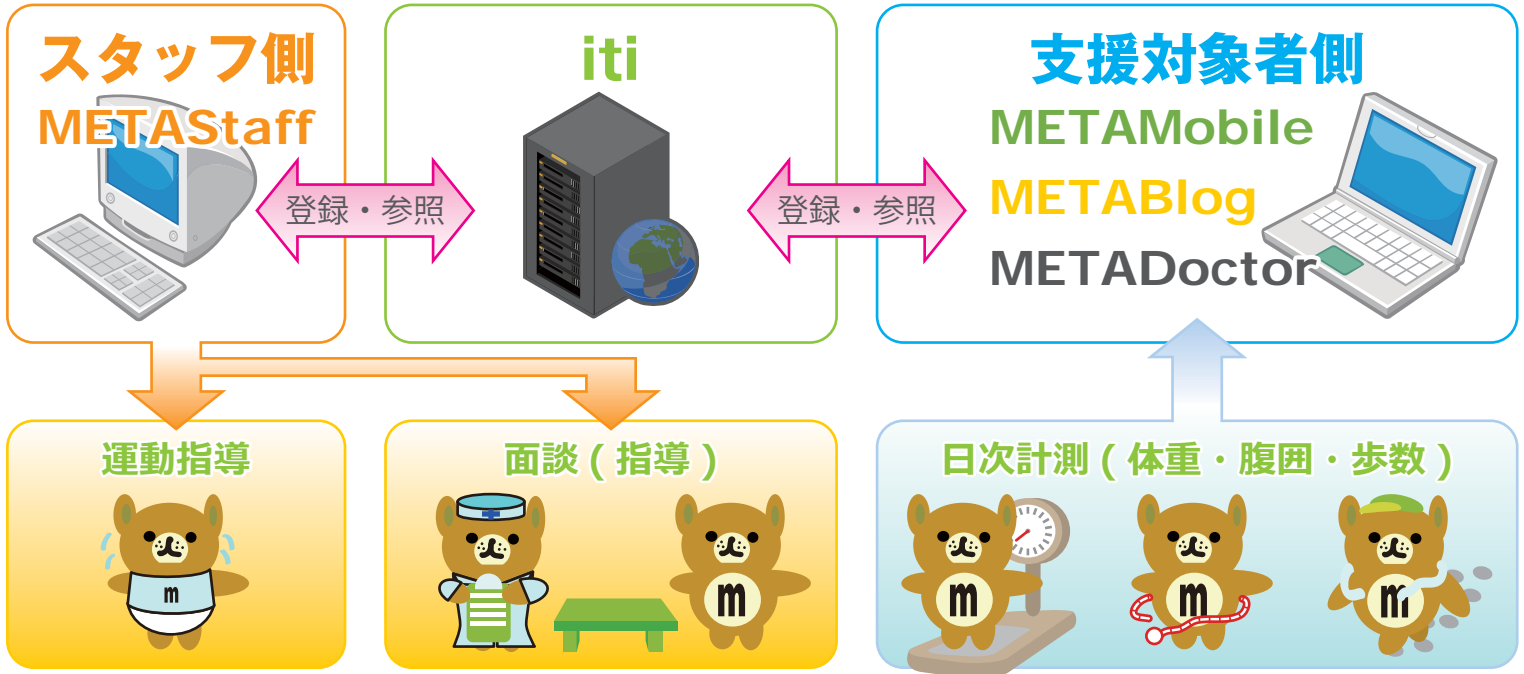 スタッフ側
METAStaff
iti
支援対象者側
METAMobile
METABlog
METADoctor
登録・参照
登録・参照
運動指導
面談(指導)
日次計測(体重・腹囲・歩数)
m
m
m
m
m